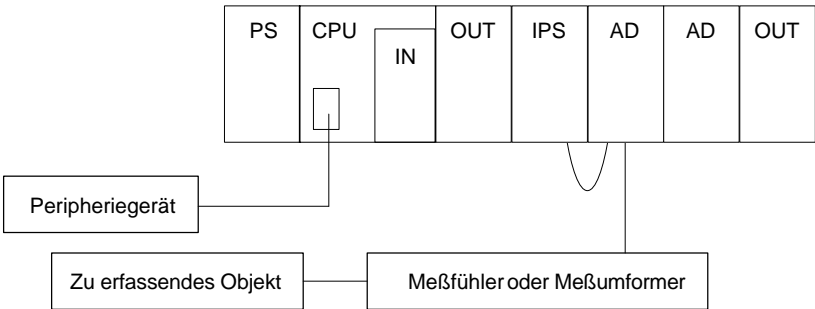 PS CPU IN OUT IPS AD AD OUT
Peripheriegerät
Zu erfassendes Objekt
Meßfühler oder Meßumformer